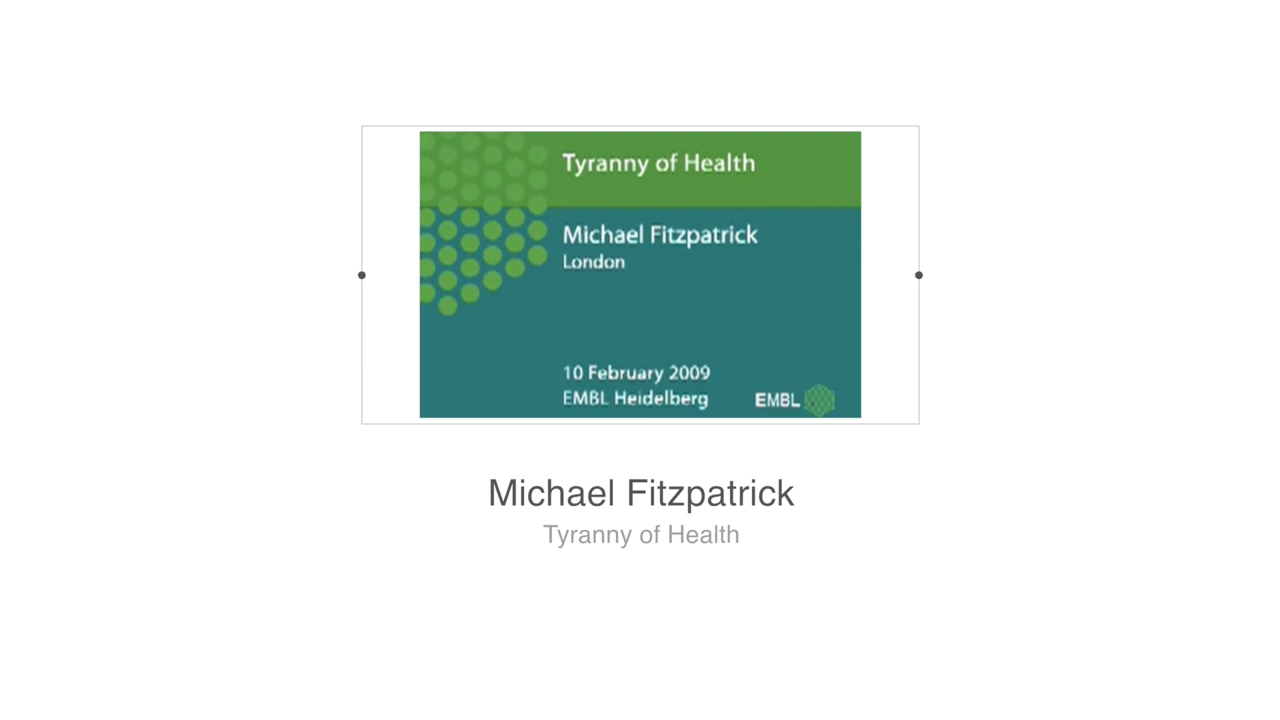 Tyranny of Health
Michael Fitzpatrick
London
10 February 2009
EMBL Heidelberg
EMBL
Michael Fitzpatrick
Tyranny of Health